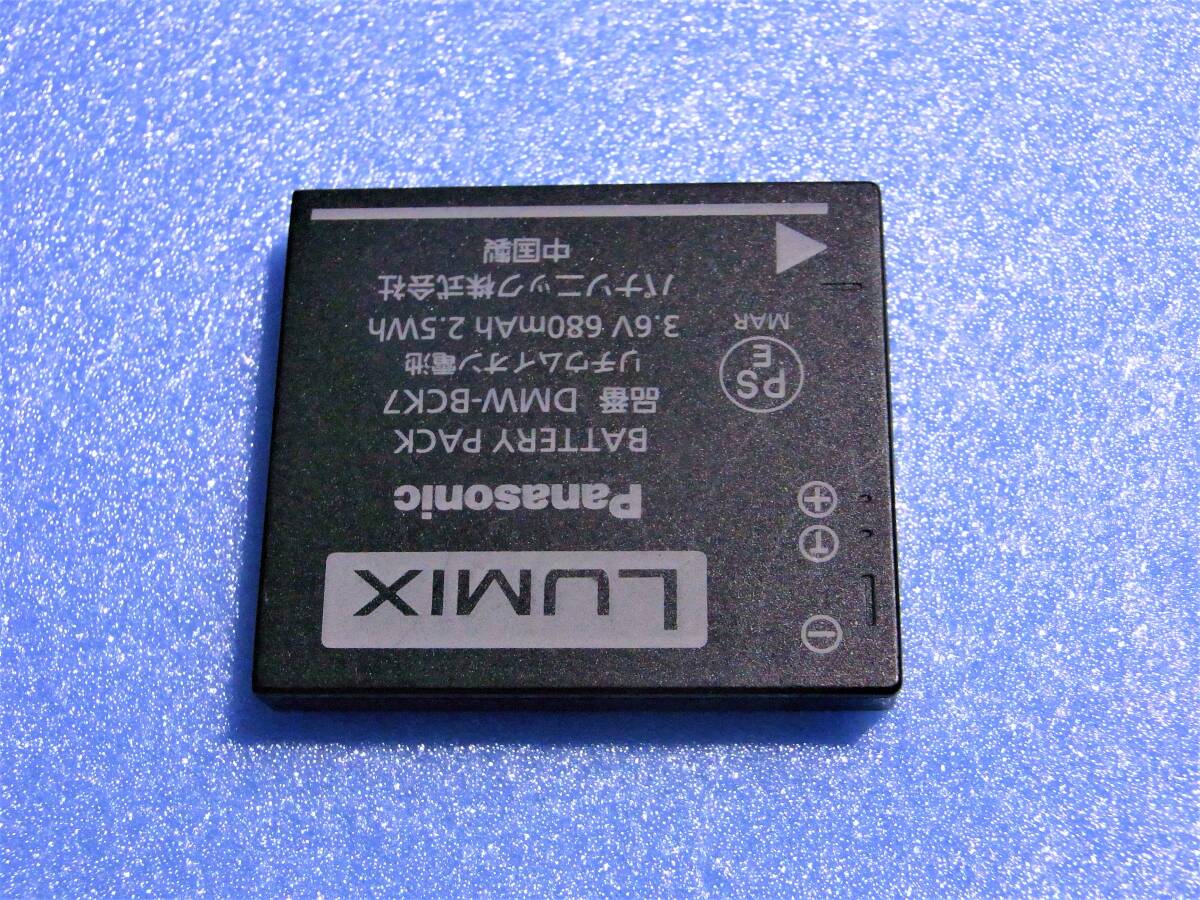 LUMIX
Panasonic
BATTERY PACK
品番 DMW-BCK7
リチウムイオン電池
3.6V 680mAh 2.5Wh
パナソニック株式会社
中国製
PS
E
MAR
T